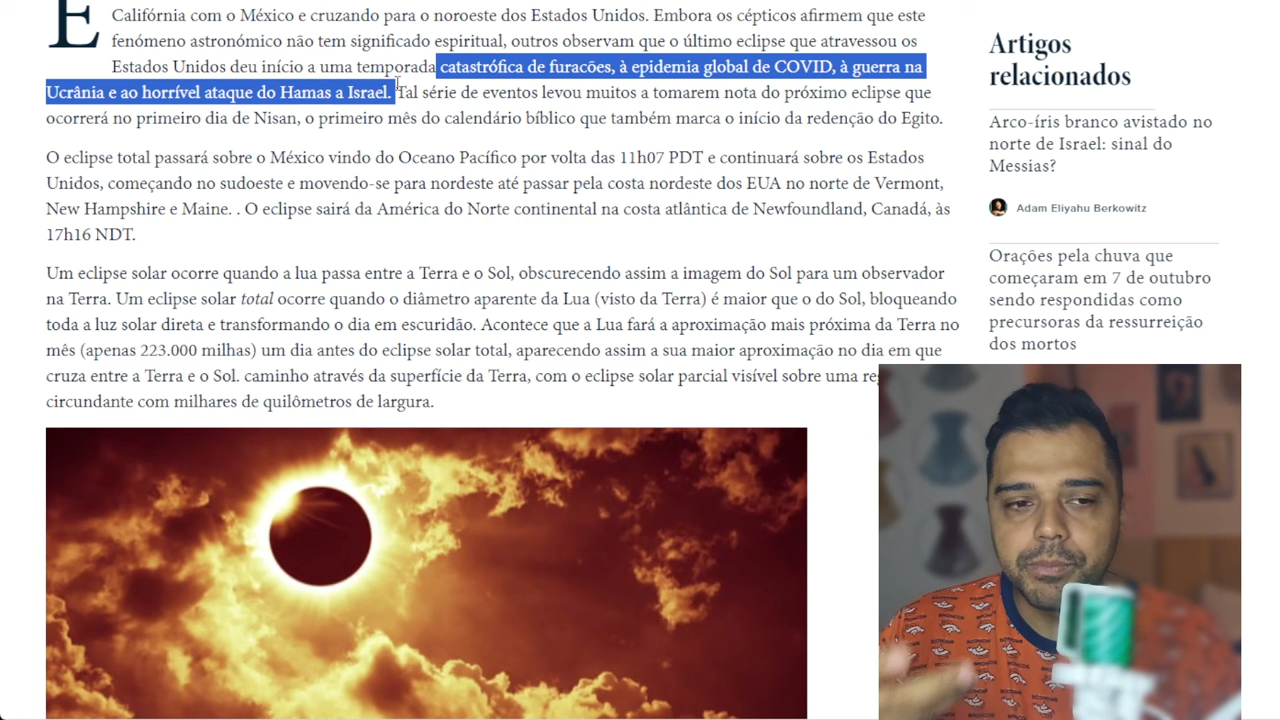 E
Califórnia com o México e cruzando para o noroeste dos Estados Unidos. Embora os cépticos afirmem que este
fenómeno astronómico não tem significado espiritual, outros observam que o último eclipse que atravessou os
Estados Unidos deu início a uma temporada catastrófica de furacões, à epidemia global de COVID, à guerra na
Ucrânia e ao horrível ataque do Hamas a Israel. Tal série de eventos levou muitos a tomarem nota do próximo eclipse que
ocorrerá no primeiro dia de Nisan, o primeiro mês do calendário bíblico que também marca o início da redenção do Egito.
O eclipse total passará sobre o México vindo do Oceano Pacífico por volta das 11h07 PDT e continuará sobre os Estados
Unidos, começando no sudoeste e movendo-se para nordeste até passar pela costa nordeste dos EUA no norte de Vermont,
New Hampshire e Maine. . O eclipse sairá da América do Norte continental na costa atlântica de Newfoundland, Canadá, às
17h16 NDT.
Um eclipse solar ocorre quando a lua passa entre a Terra e o Sol, obscurecendo assim a imagem do Sol para um observador
na Terra. Um eclipse solar total ocorre quando o diâmetro aparente da Lua (visto da Terra) é maior que o do Sol, bloqueando
toda a luz solar direta e transformando o dia em escuridão. Acontece que a Lua fará a aproximação mais próxima da Terra no
mês (apenas 223.000 milhas) um dia antes do eclipse solar total, aparecendo assim a sua maior aproximação no dia em que
cruza entre a Terra e o Sol. caminho através da superfície da Terra, com o eclipse solar parcial visível sobre uma
circundante com milhares de quilômetros de largura.
Artigos
relacionados
Arco-íris branco avistado no
norte de Israel: sinal do
Messias?
Adam Eliyahu Berkowitz
Orações pela chuva que
começaram em 7 de outubro
sendo respondidas como
precursoras da ressurreição
dos mortos